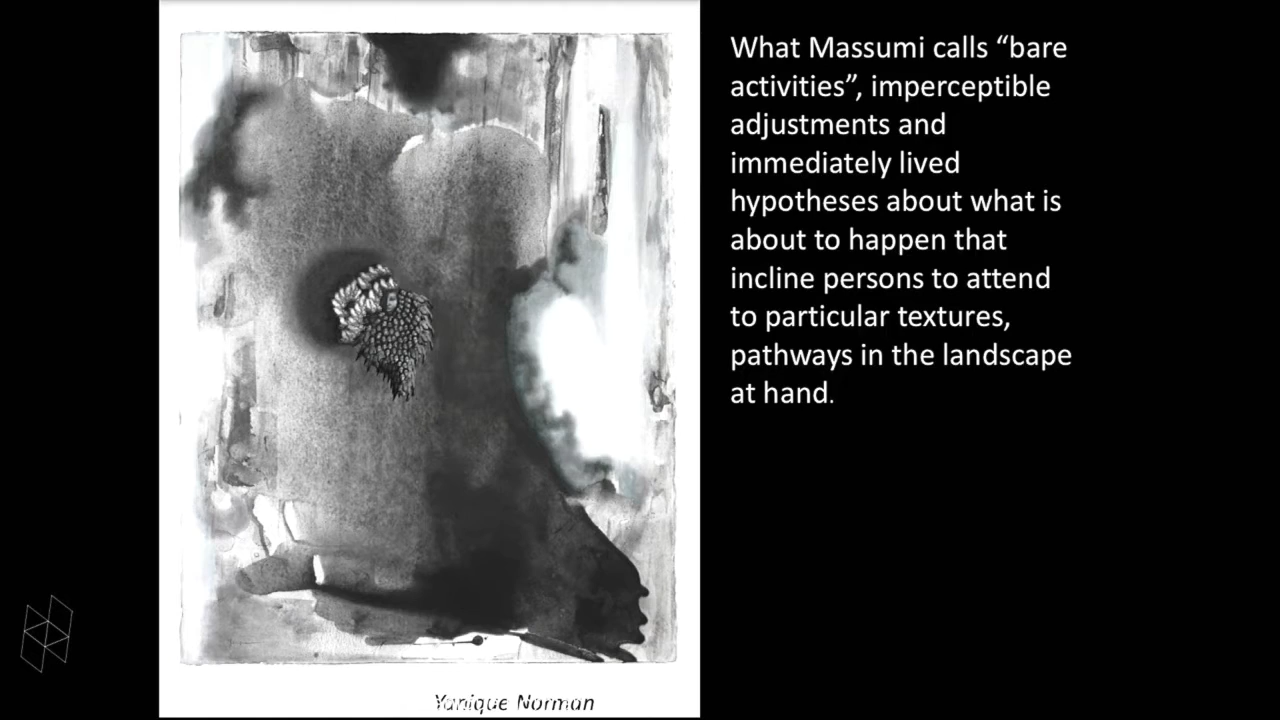 What Massumi calls “bare
activities”, imperceptible
adjustments and
immediately lived
hypotheses about what is
about to happen that
incline persons to attend
to particular textures,
pathways in the landscape
at hand.
Yanique Norman